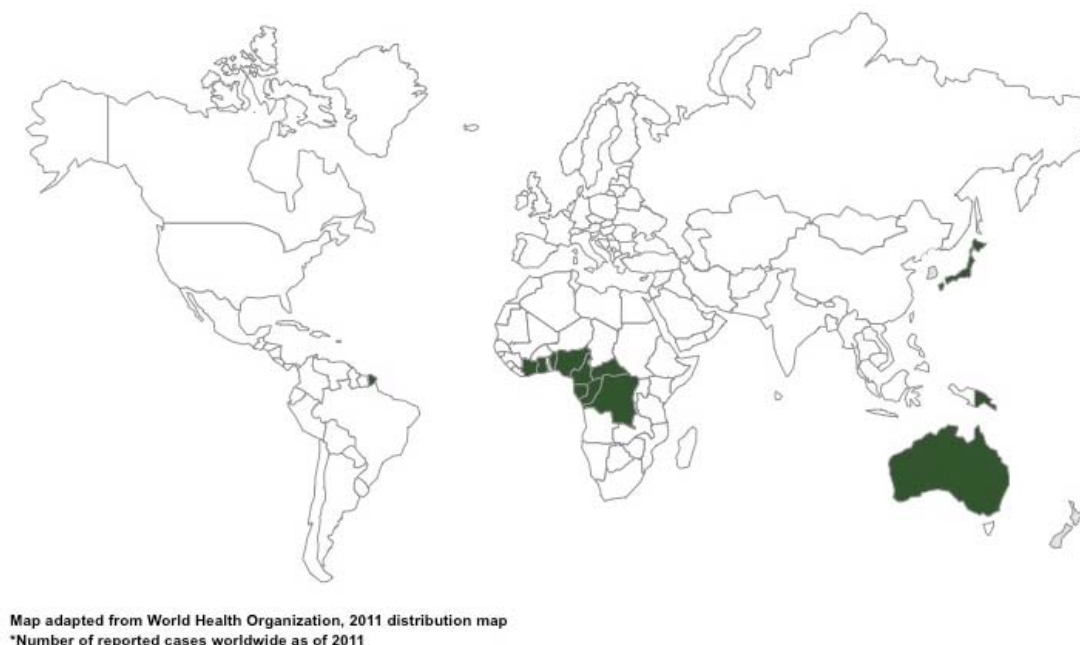 Map adapted from World Health Organization, 2011 distribution map
*Number of reported cases worldwide as of 2011